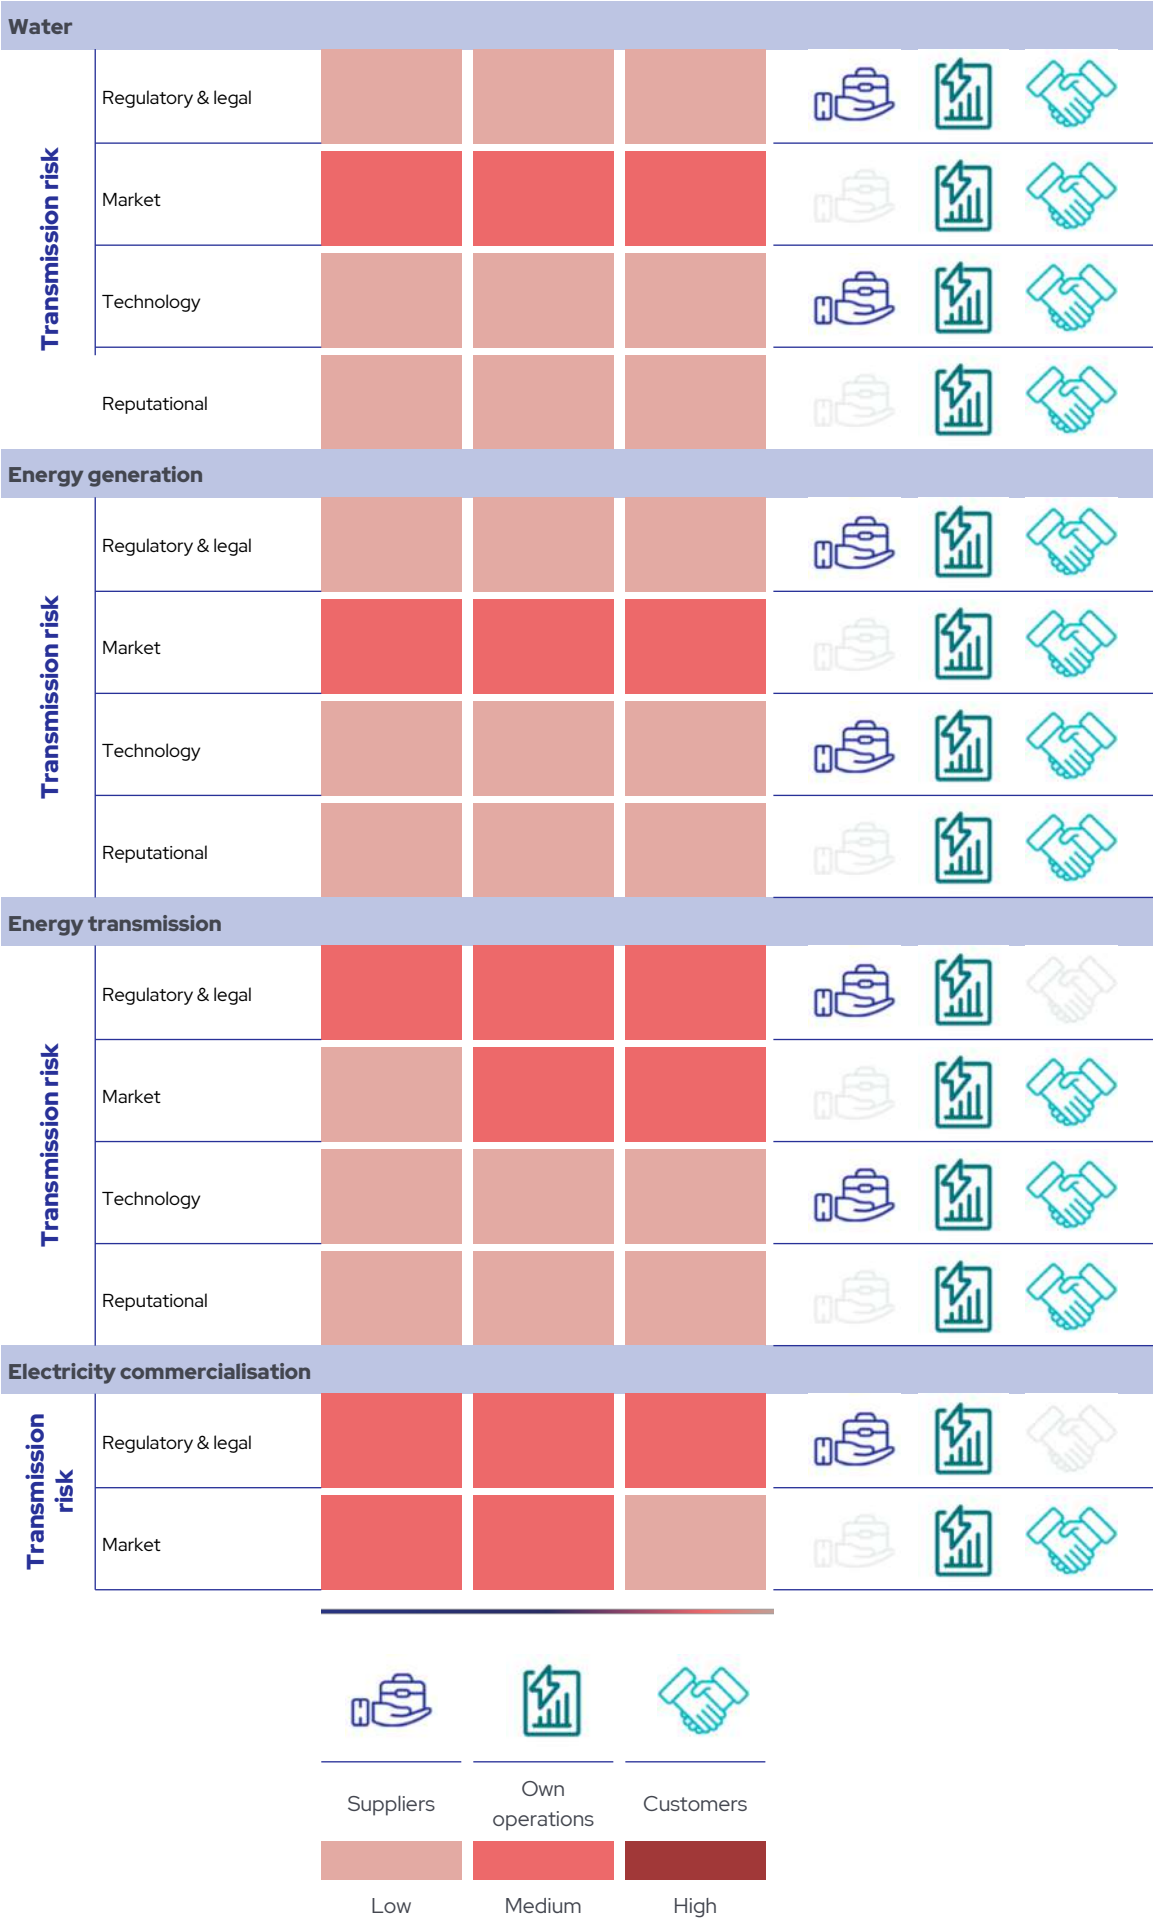 Water
Transmission risk
Regulatory & legal
Market
Technology
Reputational
Energy generation
Transmission risk
Regulatory & legal
Market
Technology
Reputational
Energy transmission
Transmission risk
Regulatory & legal
Market
Technology
Reputational
Electricity commercialisation
Transmission
risk
Regulatory & legal
Market
Suppliers
Own
operations
Customers
Low
Medium
High